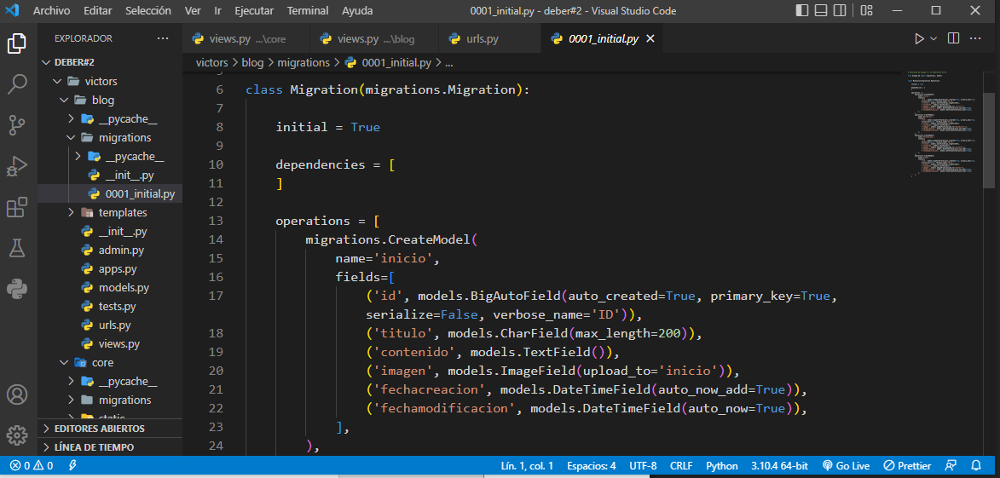 Archivo Editar Selección Ver Ir Ejecutar Terminal Ayuda
0001_initial.py - deber#2 - Visual Studio Code
EXPLORADOR
DEBER#2
victors
blog
__pycache__
migrations
__pycache__
__init__.py
0001_initial.py
templates
__init__.py
admin.py
apps.py
models.py
tests.py
urls.py
views.py
core
__pycache__
migrations
static
EDITORES ABIERTOS
LÍNEA DE TIEMPO
views.py ...\core
views.py ...\blog
urls.py
0001_initial.py
victors > blog > migrations > 0001_initial.py > ...
6 class Migration(migrations.Migration):
7
8 initial = True
9
10 dependencies = [
11 ]
12
13 operations = [
14 migrations.CreateModel(
15 name='inicio',
16 fields=[
17 ('id', models.BigAutoField(auto_created=True, primary_key=True,
serialize=False, verbose_name='ID')),
18 ('titulo', models.CharField(max_length=200)),
19 ('contenido', models.TextField()),
20 ('imagen', models.ImageField(upload_to='inicio')),
21 ('fechacreacion', models.DateTimeField(auto_now_add=True)),
22 ('fechamodificacion', models.DateTimeField(auto_now=True)),
23 ],
24 ),
0 0
Lín. 1, col. 1 Espacios: 4 UTF-8 CRLF Python 3.10.4 64-bit Go Live Prettier